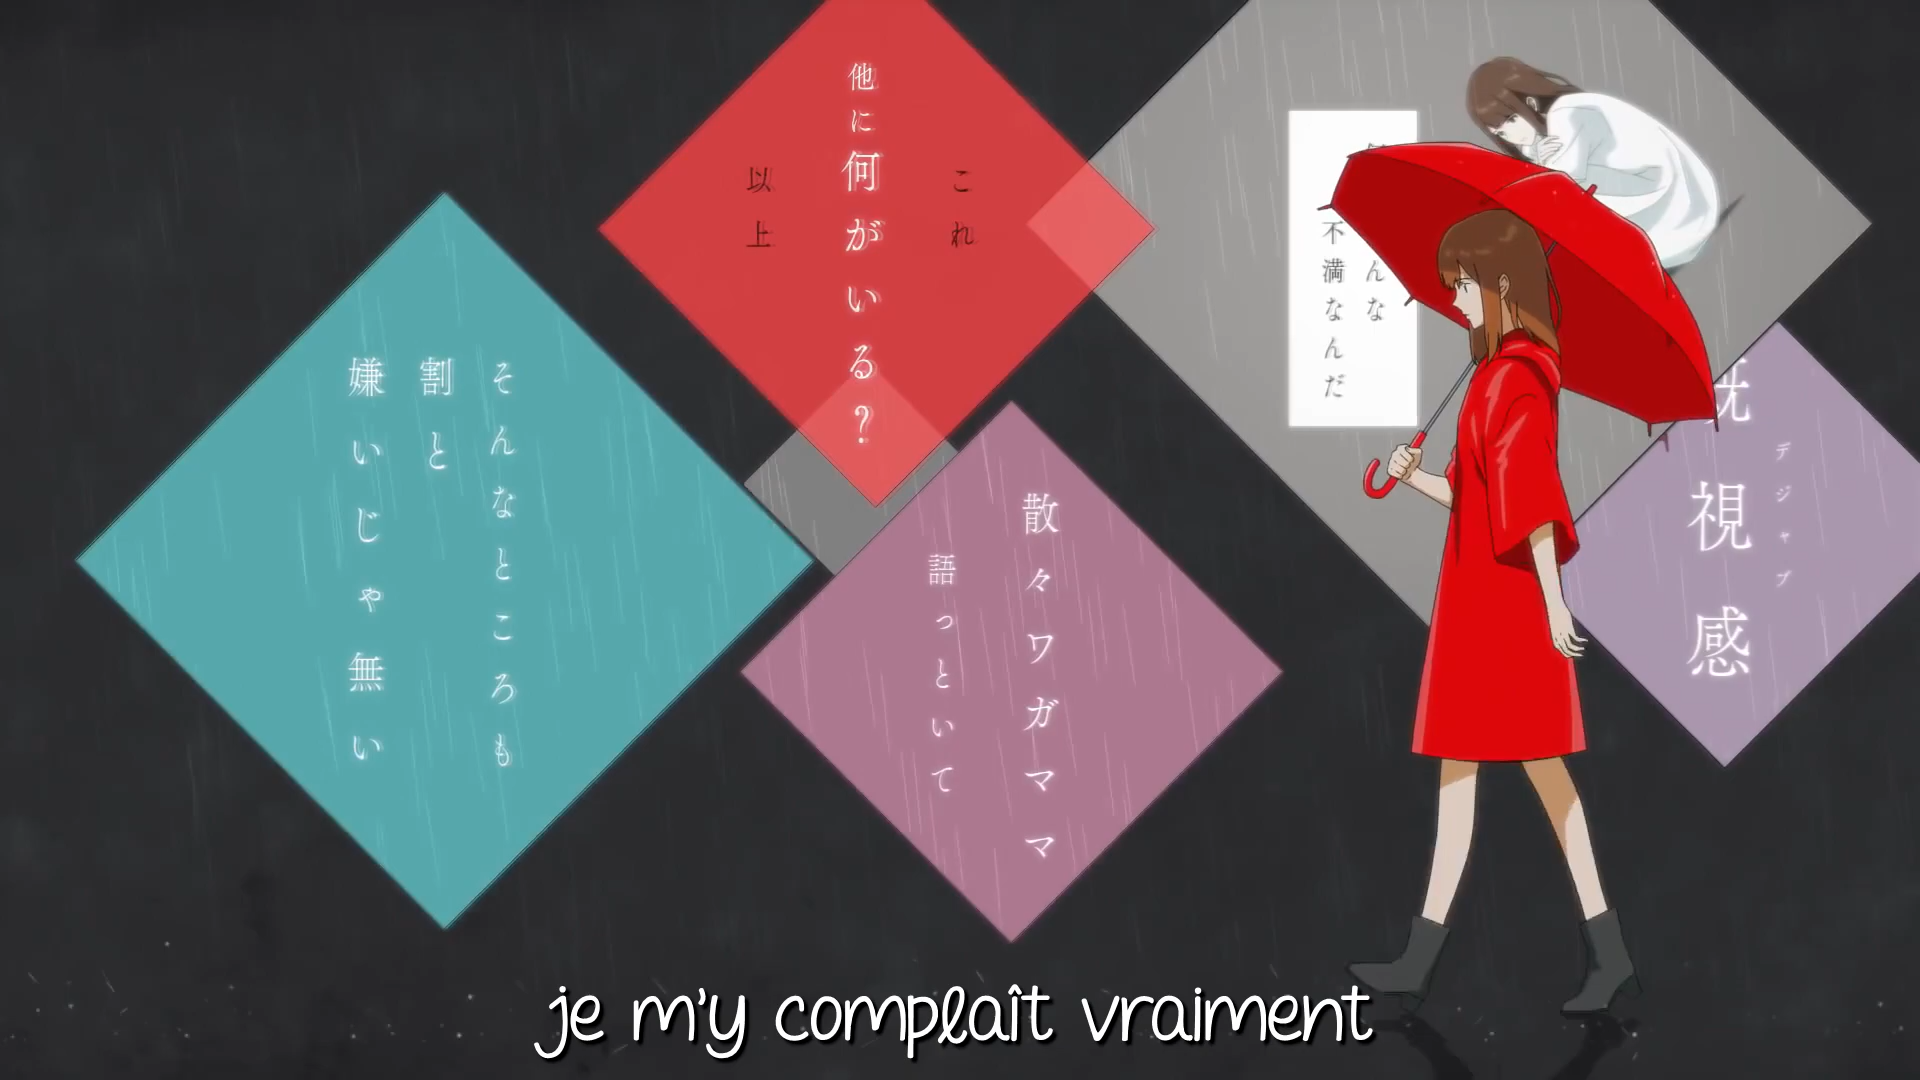 既視感
デジャブ
んな
不満なんだ
これ
以上
他に何がいる?
散々ワガママ
語っといて
そんなところも
割と
嫌いじゃ無い
je m'y complaît vraiment